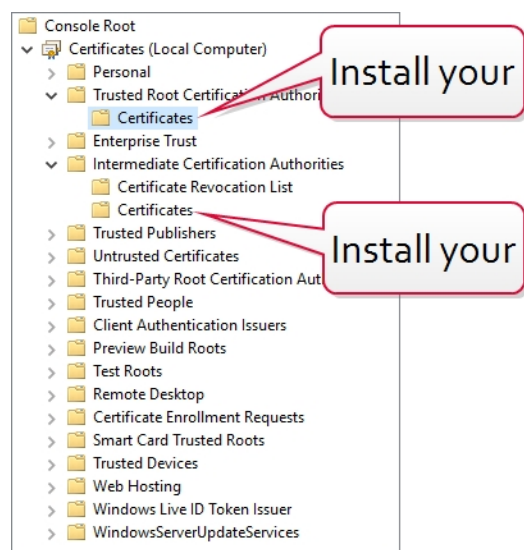 Console Root
Certificates (Local Computer)
Personal
Trusted Root Certification Authori
Install your
Certificates
Enterprise Trust
Intermediate Certification Authorities
Certificate Revocation List
Certificates
Install your
Trusted Publishers
Untrusted Certificates
Third-Party Root Certification Aut
Trusted People
Client Authentication Issuers
Preview Build Roots
Test Roots
Remote Desktop
Certificate Enrollment Requests
Smart Card Trusted Roots
Trusted Devices
Web Hosting
Windows Live ID Token Issuer
WindowsServerUpdateServices